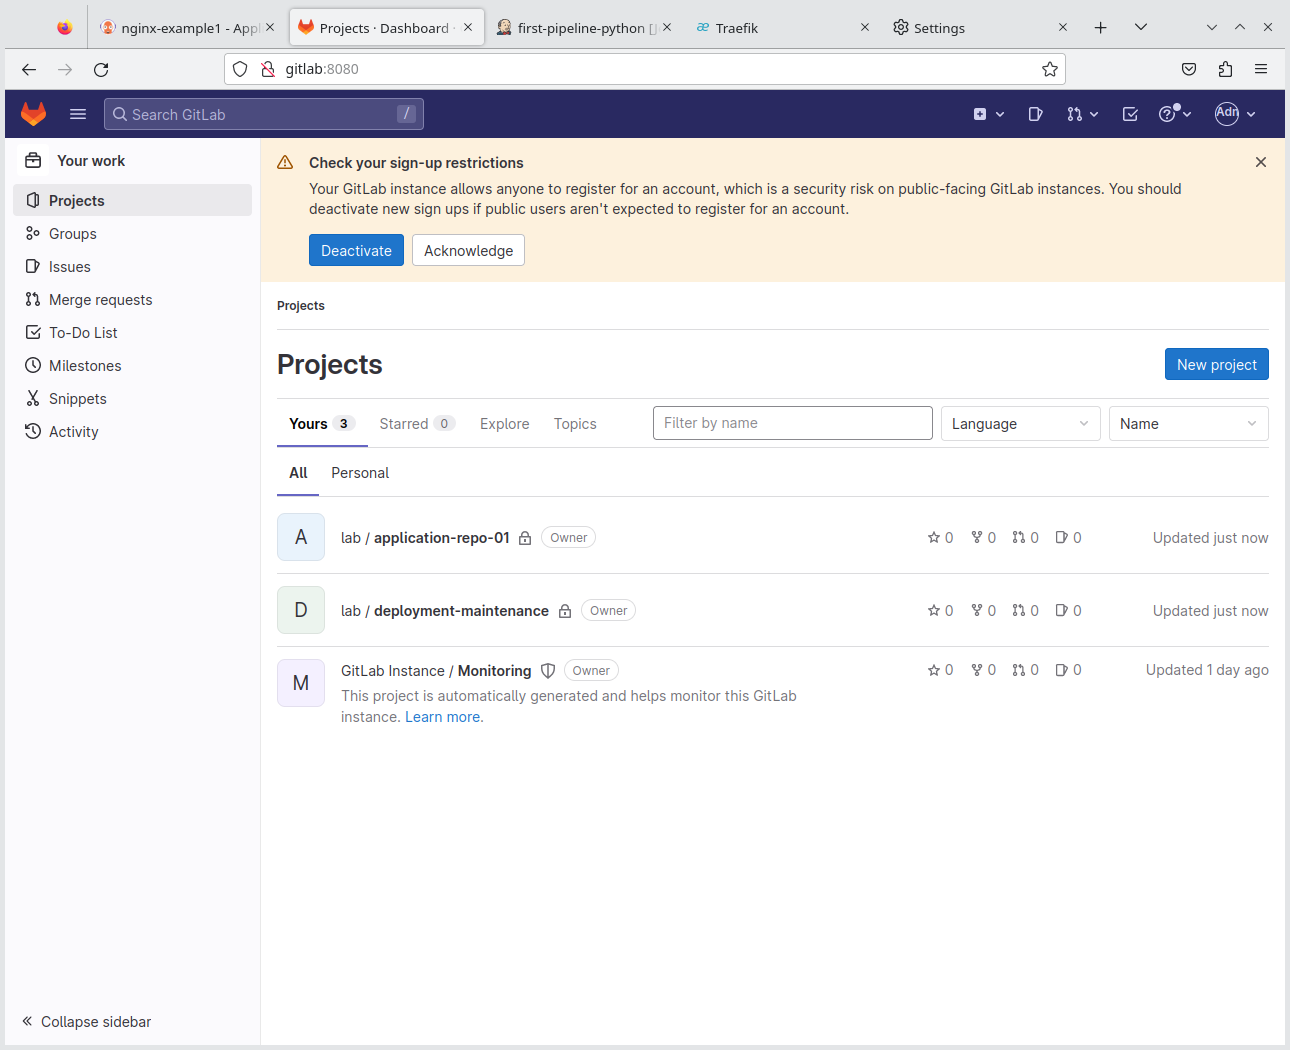 nginx-example1 - Appl
Projects · Dashboard ·
first-pipeline-python [J
Traefik
Settings
gitlab:8080
Search GitLab
/
Adn
Your work
Projects
Groups
Issues
Merge requests
To-Do List
Milestones
Snippets
Activity
Collapse sidebar
Check your sign-up restrictions
Your GitLab instance allows anyone to register for an account, which is a security risk on public-facing GitLab instances. You should
deactivate new sign ups if public users aren't expected to register for an account.
Deactivate Acknowledge
Projects
Projects
New project
Yours 3 Starred 0 Explore Topics Filter by name Language Name
All Personal
A lab / application-repo-01 Owner 0 0 0 0 Updated just now
D lab / deployment-maintenance Owner 0 0 0 0 Updated just now
M GitLab Instance / Monitoring Owner 0 0 0 0 Updated 1 day ago
This project is automatically generated and helps monitor this GitLab
instance. Learn more.